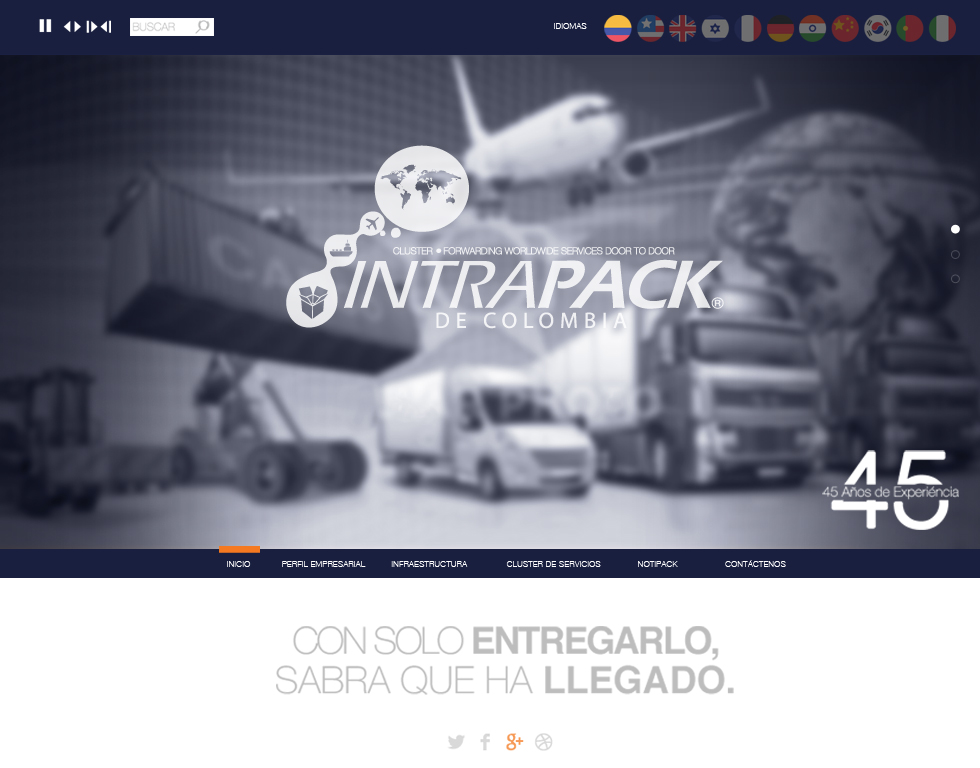 BUSCAR
IDIOMAS
CLUSTER • FORWARDING WORLDWIDE SERVICES DOOR TO DOOR
INTRAPACK®
DE COLOMBIA
45
45 Años de Experiéncia
INICIO PERFIL EMPRESARIAL INFRAESTRUCTURA CLUSTER DE SERVICIOS NOTIPACK CONTÁCTENOS
CON SOLO ENTREGARLO,
SABRA QUE HA LLEGADO.